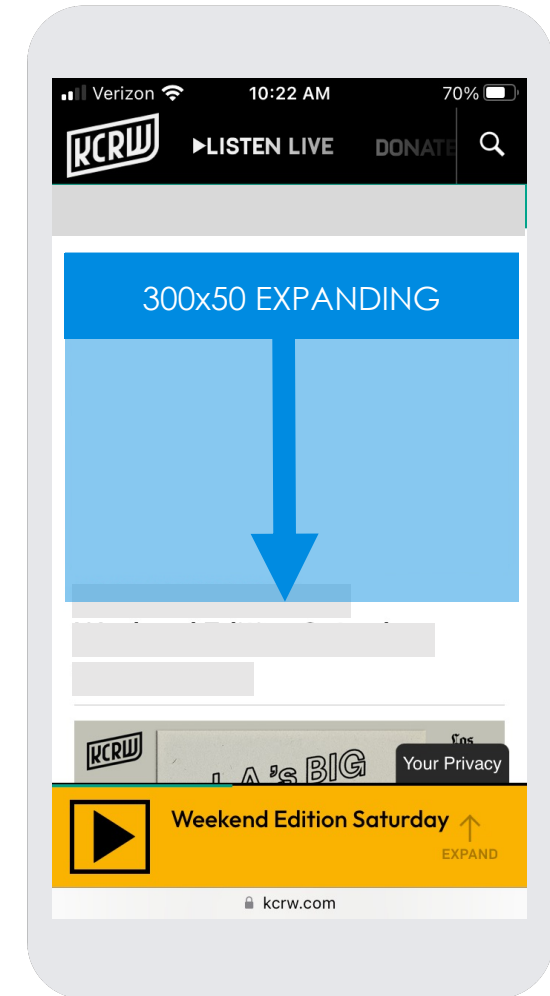 Verizon 10:22 AM 70%
KCRW ▶LISTEN LIVE DONATE
300x50 EXPANDING
KCRW
Los
L.A.'s BIG
Your Privacy
Weekend Edition Saturday
EXPAND
kcrw.com